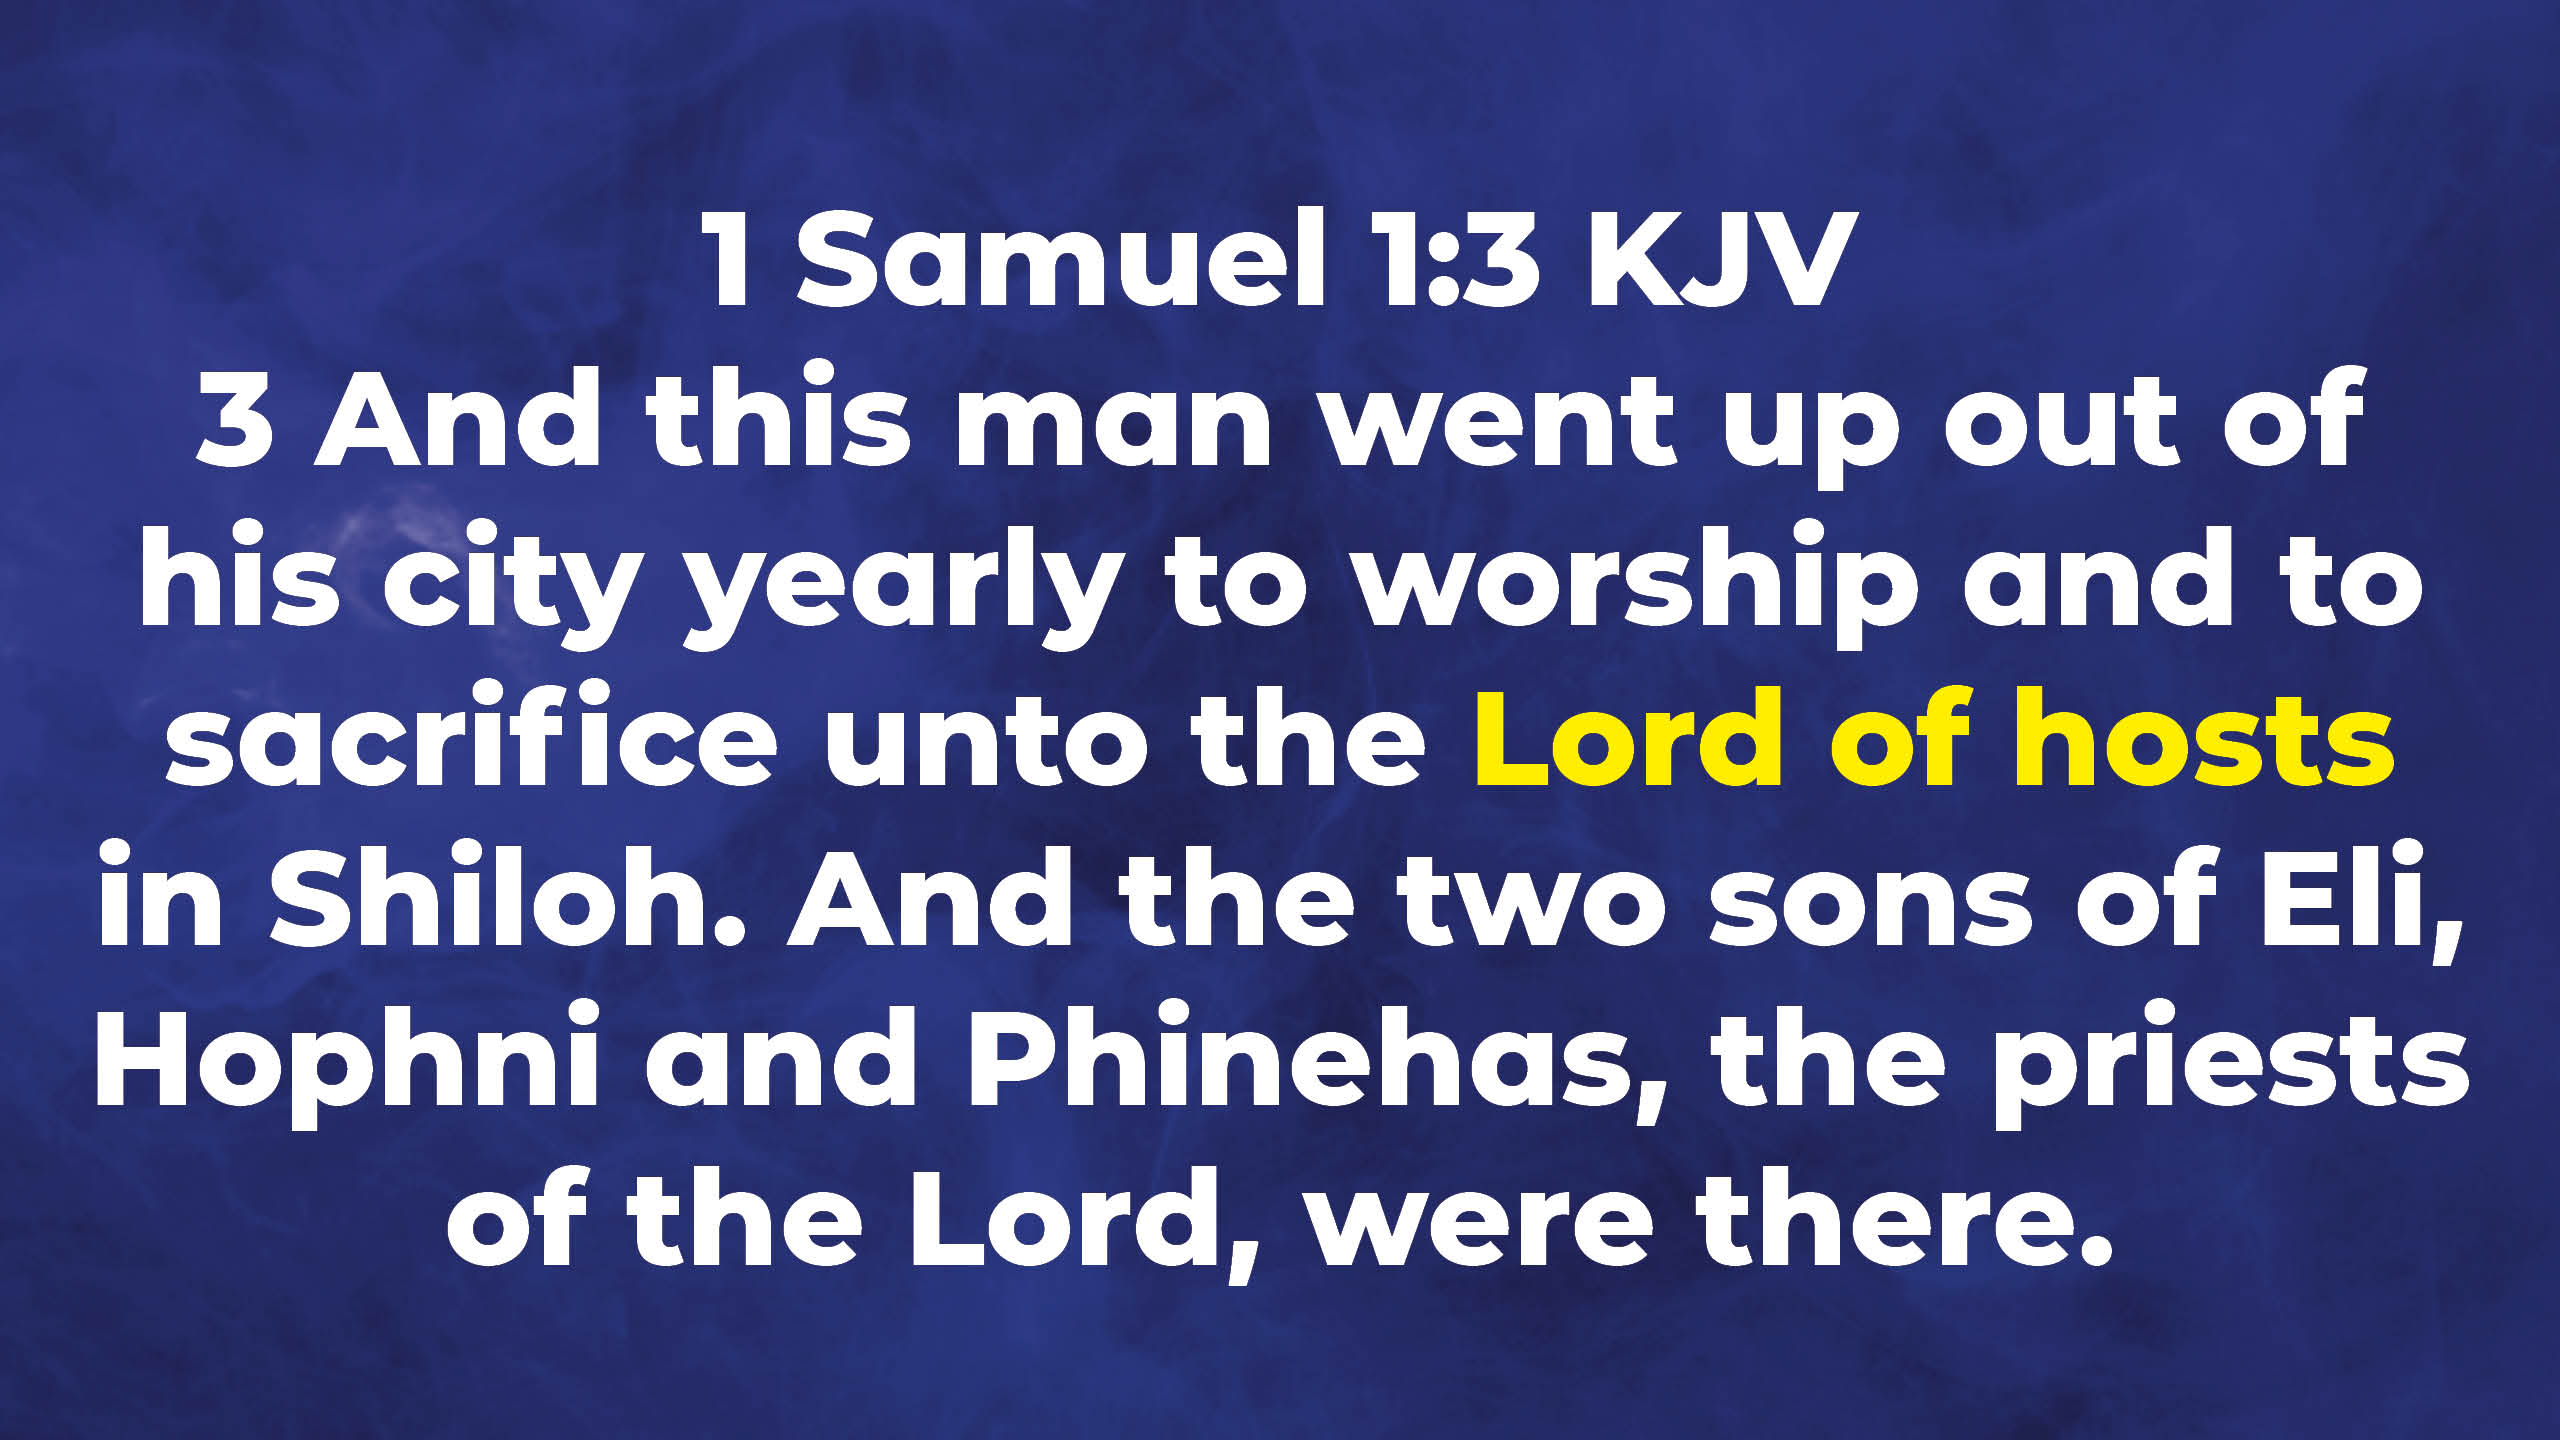 1 Samuel 1:3 KJV
3 And this man went up out of
his city yearly to worship and to
sacrifice unto the Lord of hosts
in Shiloh. And the two sons of Eli,
Hophni and Phinehas, the priests
of the Lord, were there.